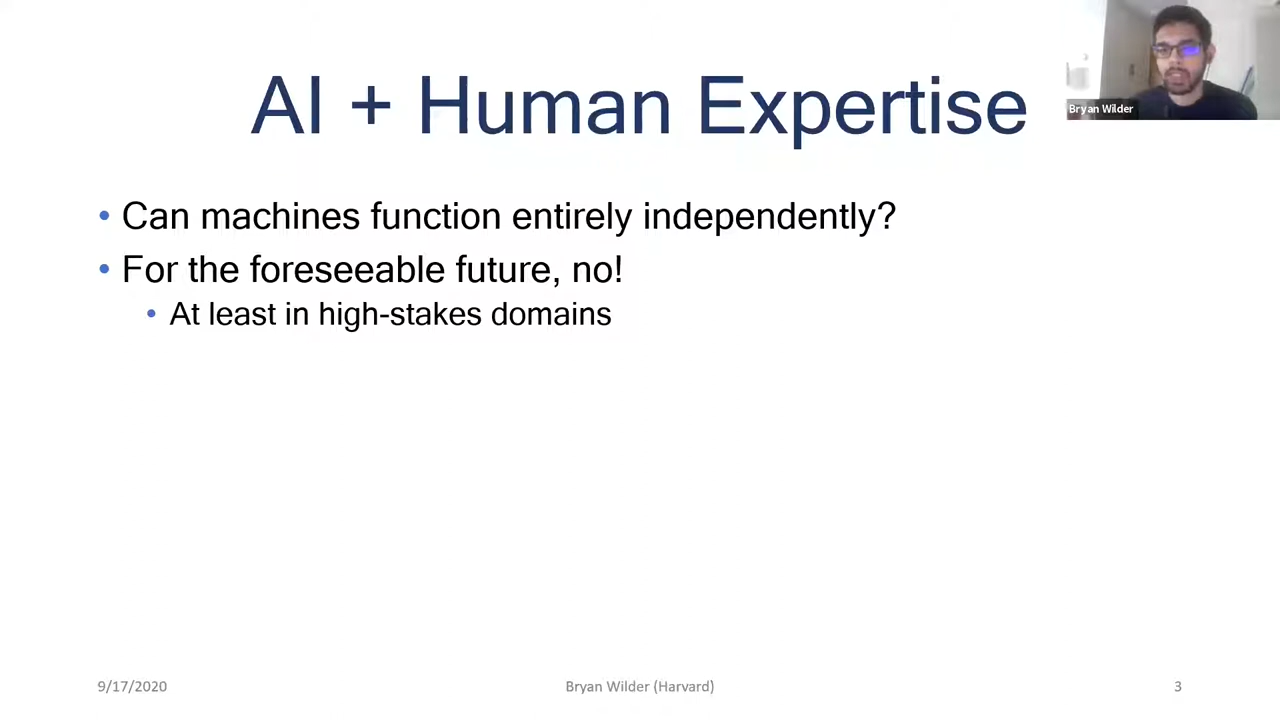 AI + Human Expertise
Bryan Wilder
• Can machines function entirely independently?
• For the foreseeable future, no!
• At least in high-stakes domains
9/17/2020
Bryan Wilder (Harvard)
3